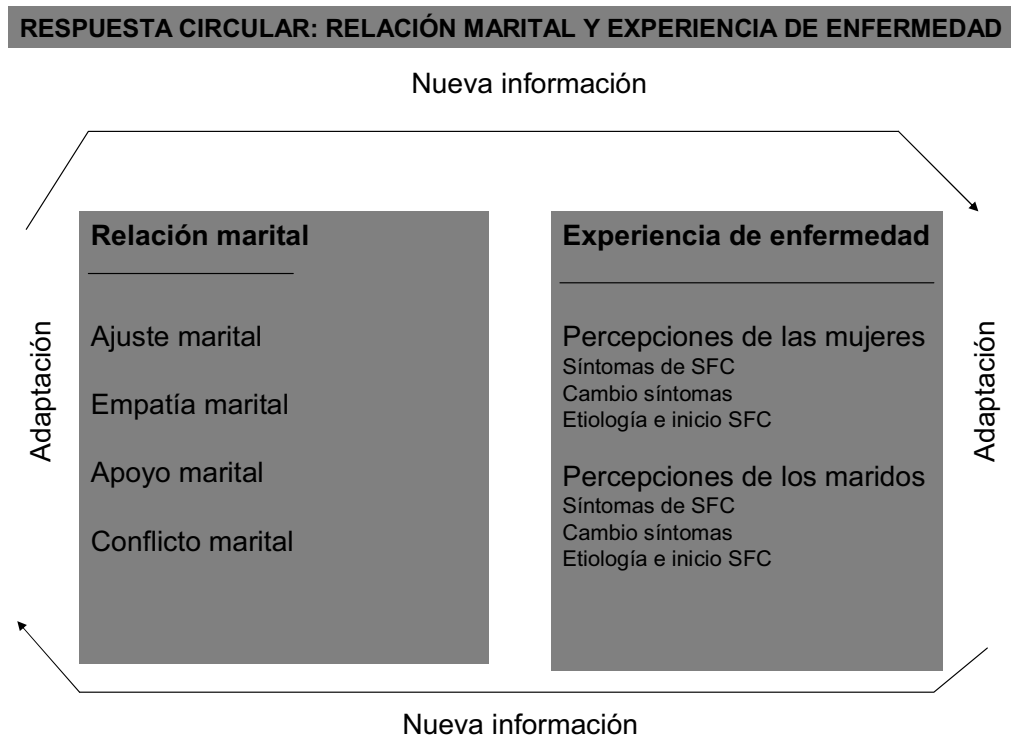 RESPUESTA CIRCULAR: RELACIÓN MARITAL Y EXPERIENCIA DE ENFERMEDAD
Nueva información
Adaptación
Relación marital
Ajuste marital
Empatía marital
Apoyo marital
Conflicto marital
Experiencia de enfermedad
Percepciones de las mujeres
Síntomas de SFC
Cambio síntomas
Etiología e inicio SFC
Percepciones de los maridos
Síntomas de SFC
Cambio síntomas
Etiología e inicio SFC
Adaptación
Nueva información